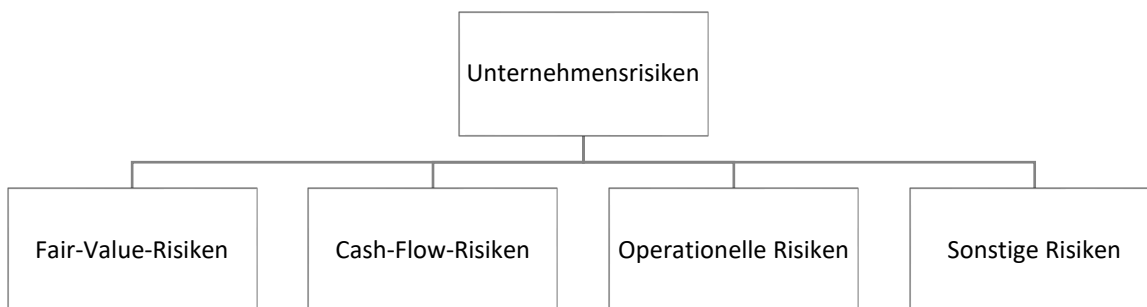 Unternehmensrisiken
Fair-Value-Risiken
Cash-Flow-Risiken
Operationelle Risiken
Sonstige Risiken